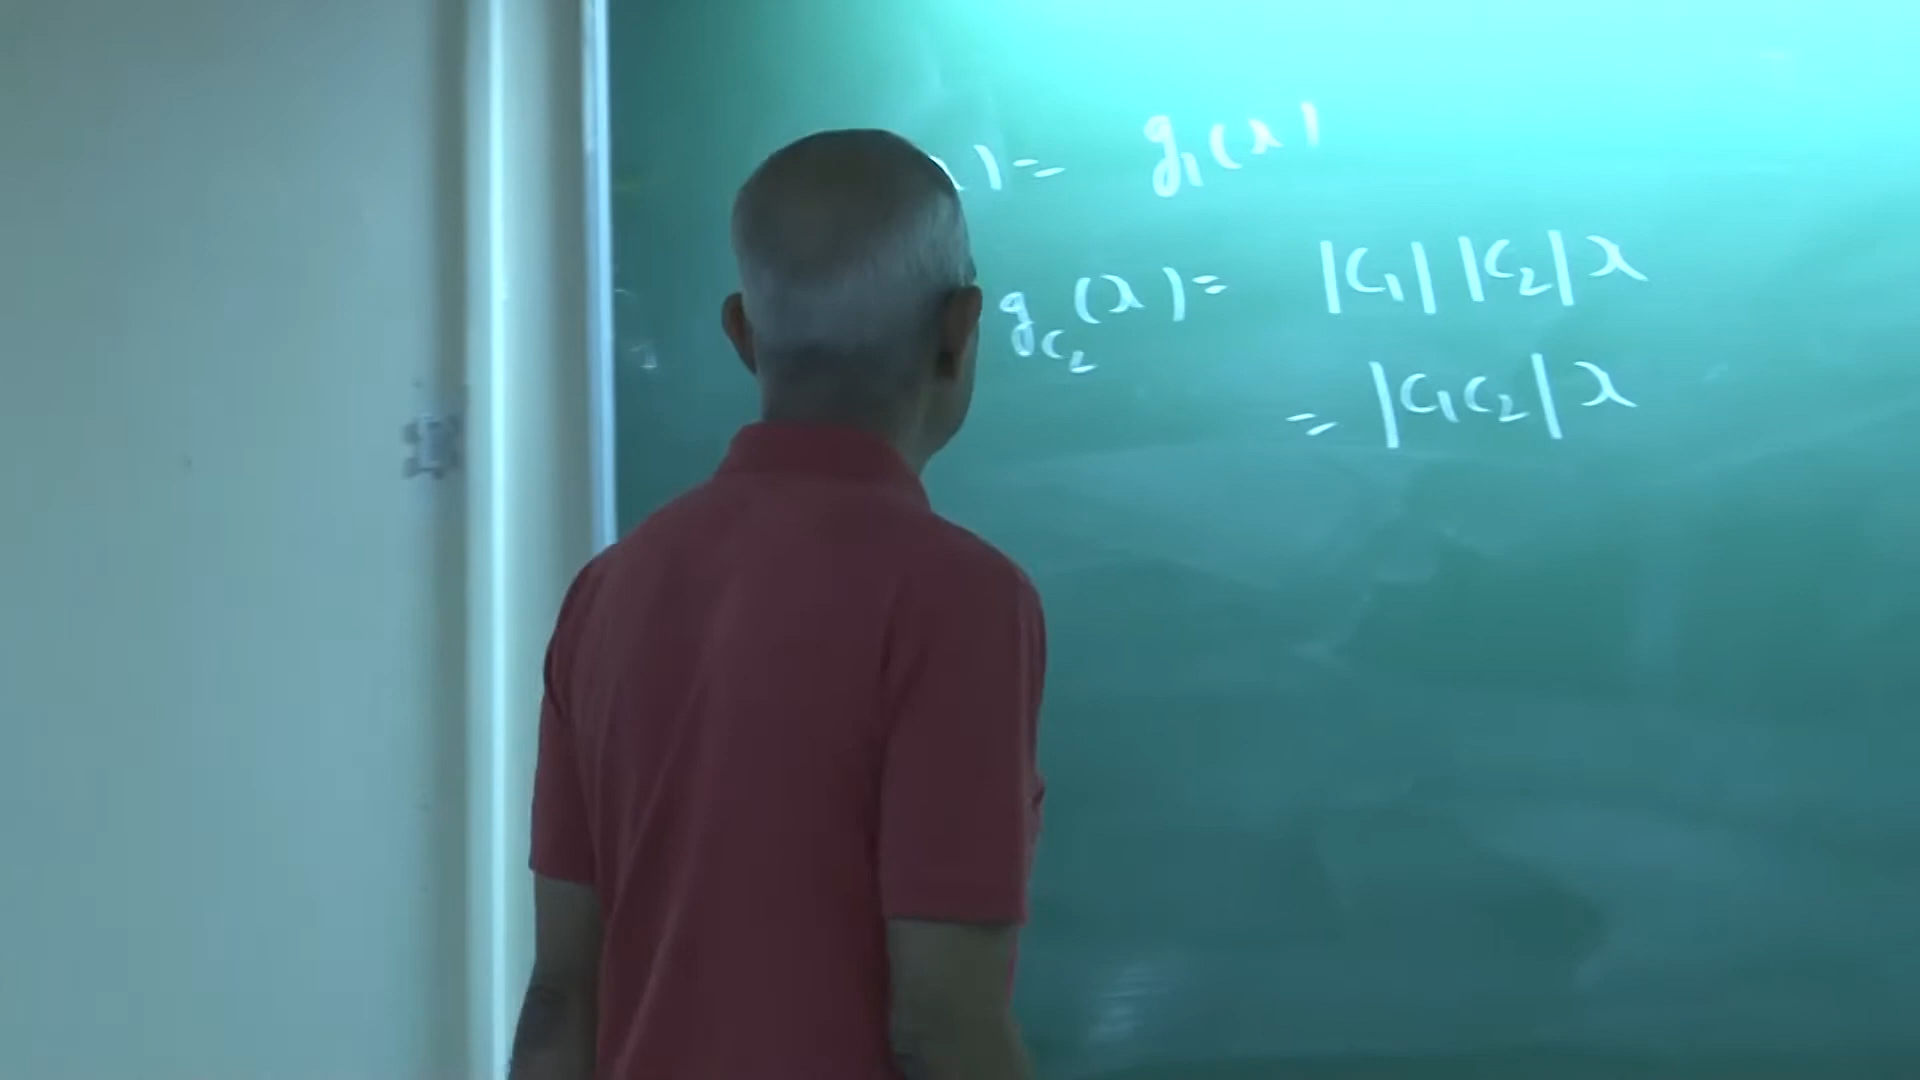 ) = g₁(x)
g_{c₂}(x) = |c₁| |c₂| x
= |c₁c₂| x